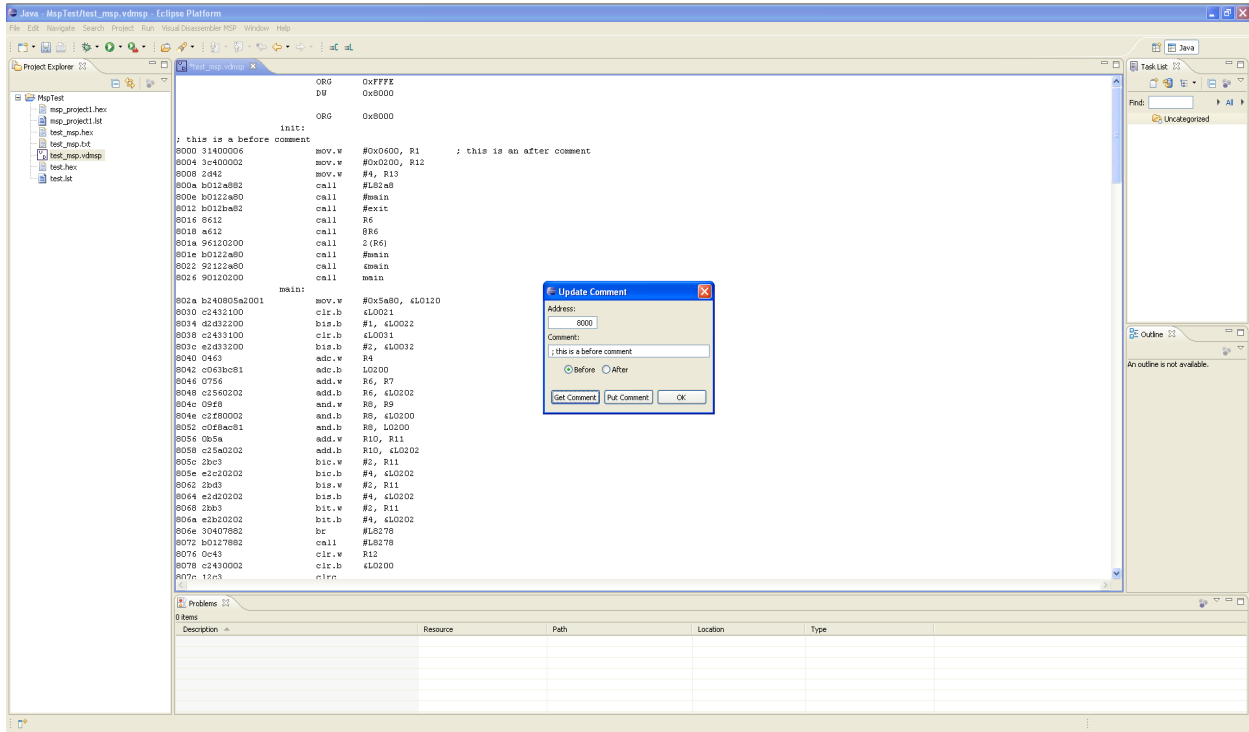 Java - MspTest/test_msp.vdmsp - Eclipse Platform
File Edit Navigate Search Project Run Visual Disassembler MSP Window Help
Java
Project Explorer
MspTest
msp_project1.hex
msp_project1.lst
test_msp.hex
test_msp.txt
test_msp.vdmsp
test.hex
test.lst
*test_msp.vdmsp
ORG 0xFFFE
DW 0x8000
ORG 0x8000
init:
; this is a before comment
8000 31400006 mov.w #0x0600, R1 ; this is an after comment
8004 3c400002 mov.w #0x0200, R12
8008 2d42 mov.w #4, R13
800a b012a882 call #L82a8
800e b0122a80 call #main
8012 b012ba82 call #exit
8016 8612 call R6
8018 a612 call @R6
801a 96120200 call 2(R6)
801e b0122a80 call #main
8022 92122a80 call &main
8026 90120200 call main
main:
802a b240805a2001 mov.w #0x5a80, &L0120
8030 c2432100 clr.b &L0021
8034 d2d32200 bis.b #1, &L0022
8038 c2433100 clr.b &L0031
803c e2d33200 bis.b #2, &L0032
8040 0463 adc.w R4
8042 c063bc81 adc.b L0200
8046 0756 add.w R6, R7
8048 c2560202 add.b R6, &L0202
804c 09f8 and.w R8, R9
804e c2f80002 and.b R8, &L0200
8052 c0f8ac81 and.b R8, L0200
8056 0b5a add.w R10, R11
8058 c25a0202 add.b R10, &L0202
805c 2bc3 bic.w #2, R11
805e e2c20202 bic.b #4, &L0202
8062 2bd3 bis.w #2, R11
8064 e2d20202 bis.b #4, &L0202
8068 2bb3 bit.w #2, R11
806a e2b20202 bit.b #4, &L0202
806e 30407882 br #L8278
8072 b0127882 call #L8278
8076 0c43 clr.w R12
8078 c2430002 clr.b &L0200
807c 12c3 clrc
Update Comment
Address:
8000
Comment:
; this is a before comment
Before After
Get Comment Put Comment OK
Task List
Find: All
Uncategorized
Outline
An outline is not available.
Problems
0 items
Description Resource Path Location Type